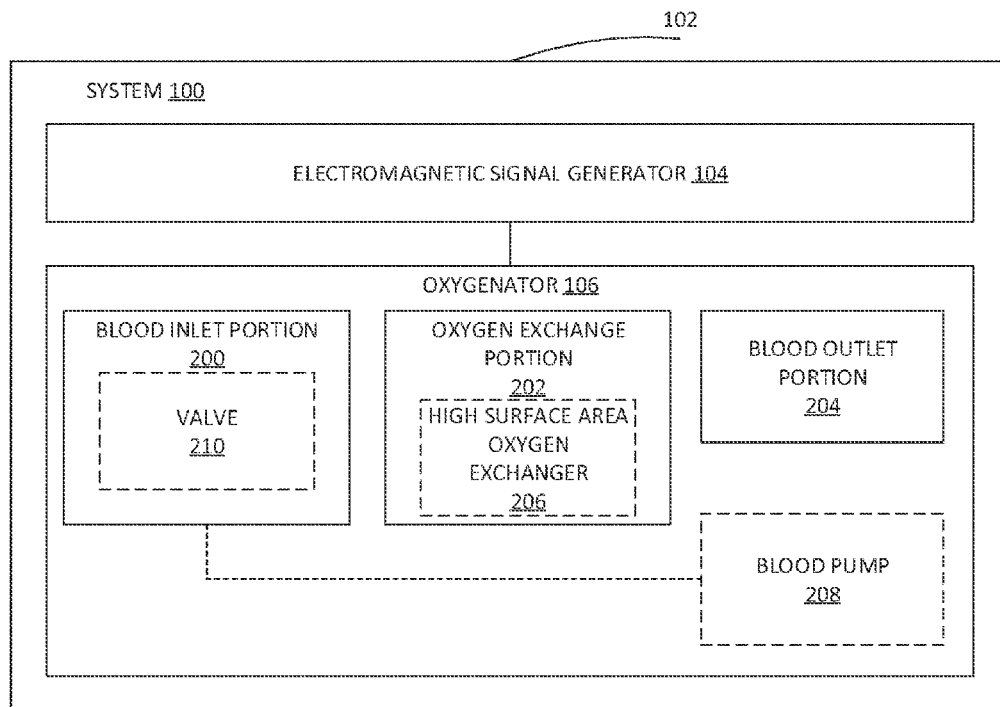 102
SYSTEM 100
ELECTROMAGNETIC SIGNAL GENERATOR 104
OXYGENATOR 106
BLOOD INLET PORTION
200
VALVE
210
OXYGEN EXCHANGE
PORTION
202
HIGH SURFACE AREA
OXYGEN
EXCHANGER
206
BLOOD OUTLET
PORTION
204
BLOOD PUMP
208